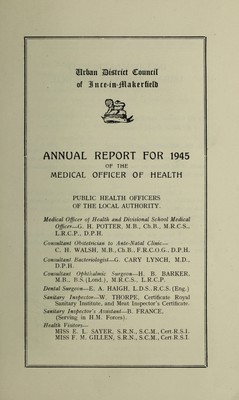 Urban District Council
of Ince-in-Makerfield
ANNUAL REPORT FOR 1945
OF THE
MEDICAL OFFICER OF HEALTH
PUBLIC HEALTH OFFICERS
OF THE LOCAL AUTHORITY.
Medical Officer of Health and Divisional School Medical
Officer—G. H. POTTER, M.B., Ch.B., M.R.C.S.,
L.R.C.P., D.P.H.
Consultant Obstetrician to Ante-Natal Clinic—
C. H. WALSH, M.B., Ch.B., F.R.C.O.G., D.P.H.
Consultant Bacteriologist—G. CARY LYNCH, M.D.,
D.P.H.
Consultant Ophthalmic Surgeon—H. B. BARKER,
M.B., B.S. (Lond.), M.R.C.S., L.R.C.P.
Dental Surgeon—E. A. HAIGH, L.D.S., R.C.S. (Eng.)
Sanitary Inspector—W. THORPE, Certificate Royal
Sanitary Institute, and Meat Inspector's Certificate.
Sanitary Inspector's Assistant—B. FRANCE,
(Serving in H.M. Forces).
Health Visitors—
MISS E. L. SAYER, S.R.N., S.C.M., Cert R.S.I.
MISS F. M. GILLEN, S.R.N., S.C.M., Cert R.S.I.